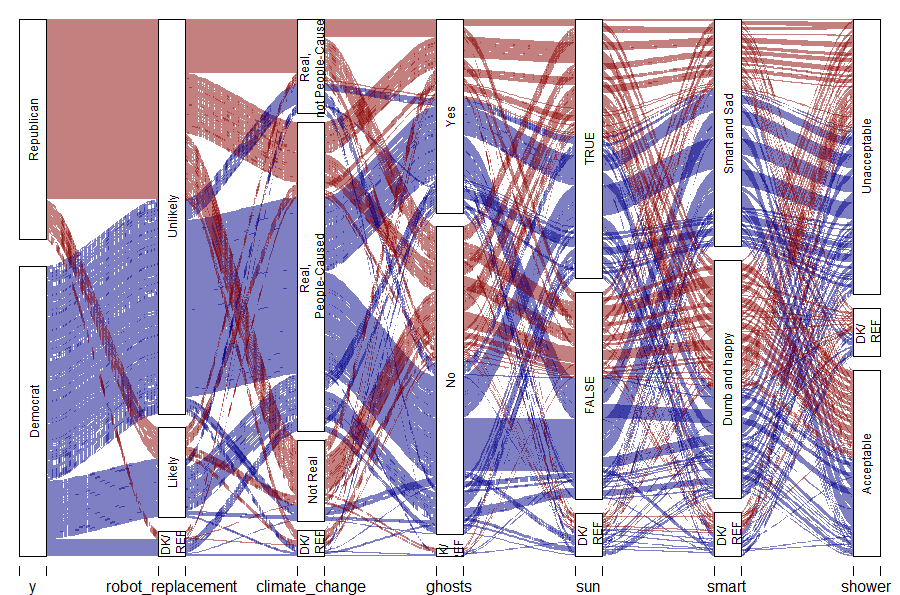 Republican
Democrat
Unlikely
Likely
DK/
REF
Real,
not People-Cause
Real,
People-Caused
Not Real
DK/
REF
Yes
No
K/
REF
TRUE
FALSE
DK/
REF
Smart and Sad
Dumb and happy
DK/
REF
Unacceptable
DK/
REF
Acceptable
y
robot_replacement
climate_change
ghosts
sun
smart
shower